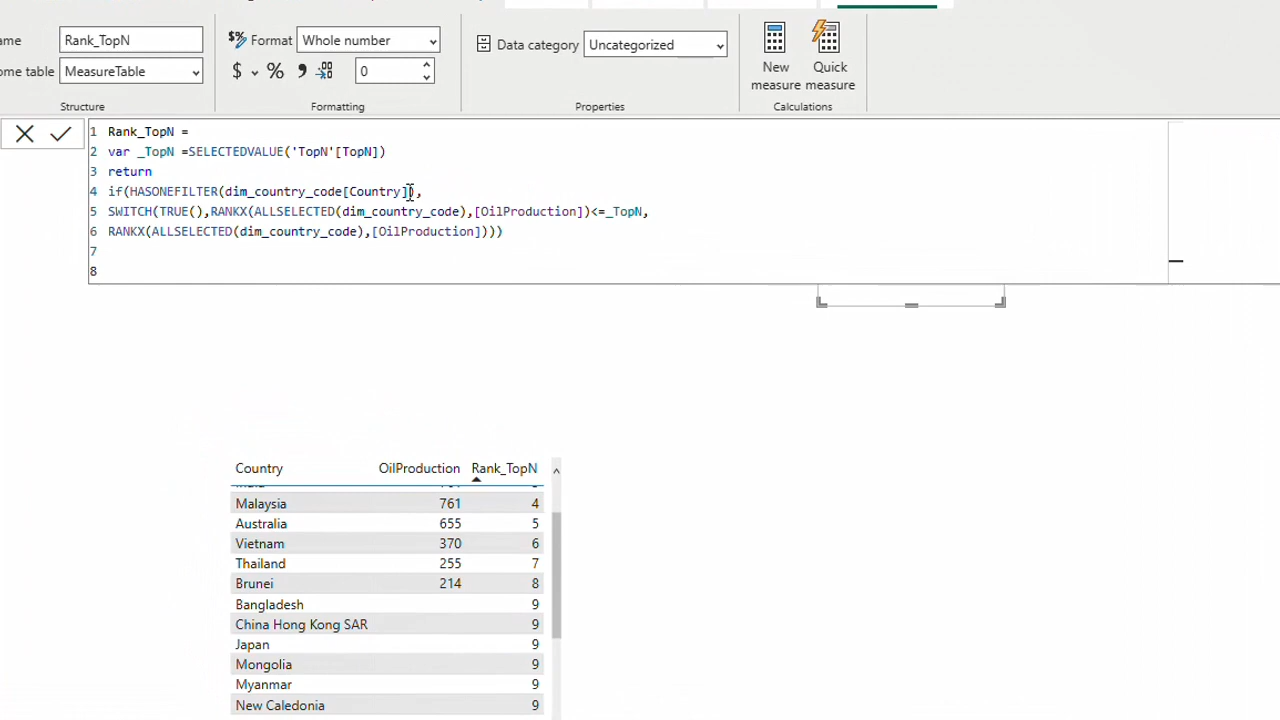 ame Rank_TopN Format Whole number Data category Uncategorized
New measure Quick measure
ome table MeasureTable $ % 0
Structure Formatting Properties Calculations
1 Rank_TopN =
2 var _TopN =SELECTEDVALUE('TopN'[TopN])
3 return
4 if(HASONEFILTER(dim_country_code[Country]),
5 SWITCH(TRUE(),RANKX(ALLSELECTED(dim_country_code),[OilProduction])<=_TopN,
6 RANKX(ALLSELECTED(dim_country_code),[OilProduction])))
7
8
Country OilProduction Rank_TopN
Malaysia 761 4
Australia 655 5
Vietnam 370 6
Thailand 255 7
Brunei 214 8
Bangladesh 9
China Hong Kong SAR 9
Japan 9
Mongolia 9
Myanmar 9
New Caledonia 9